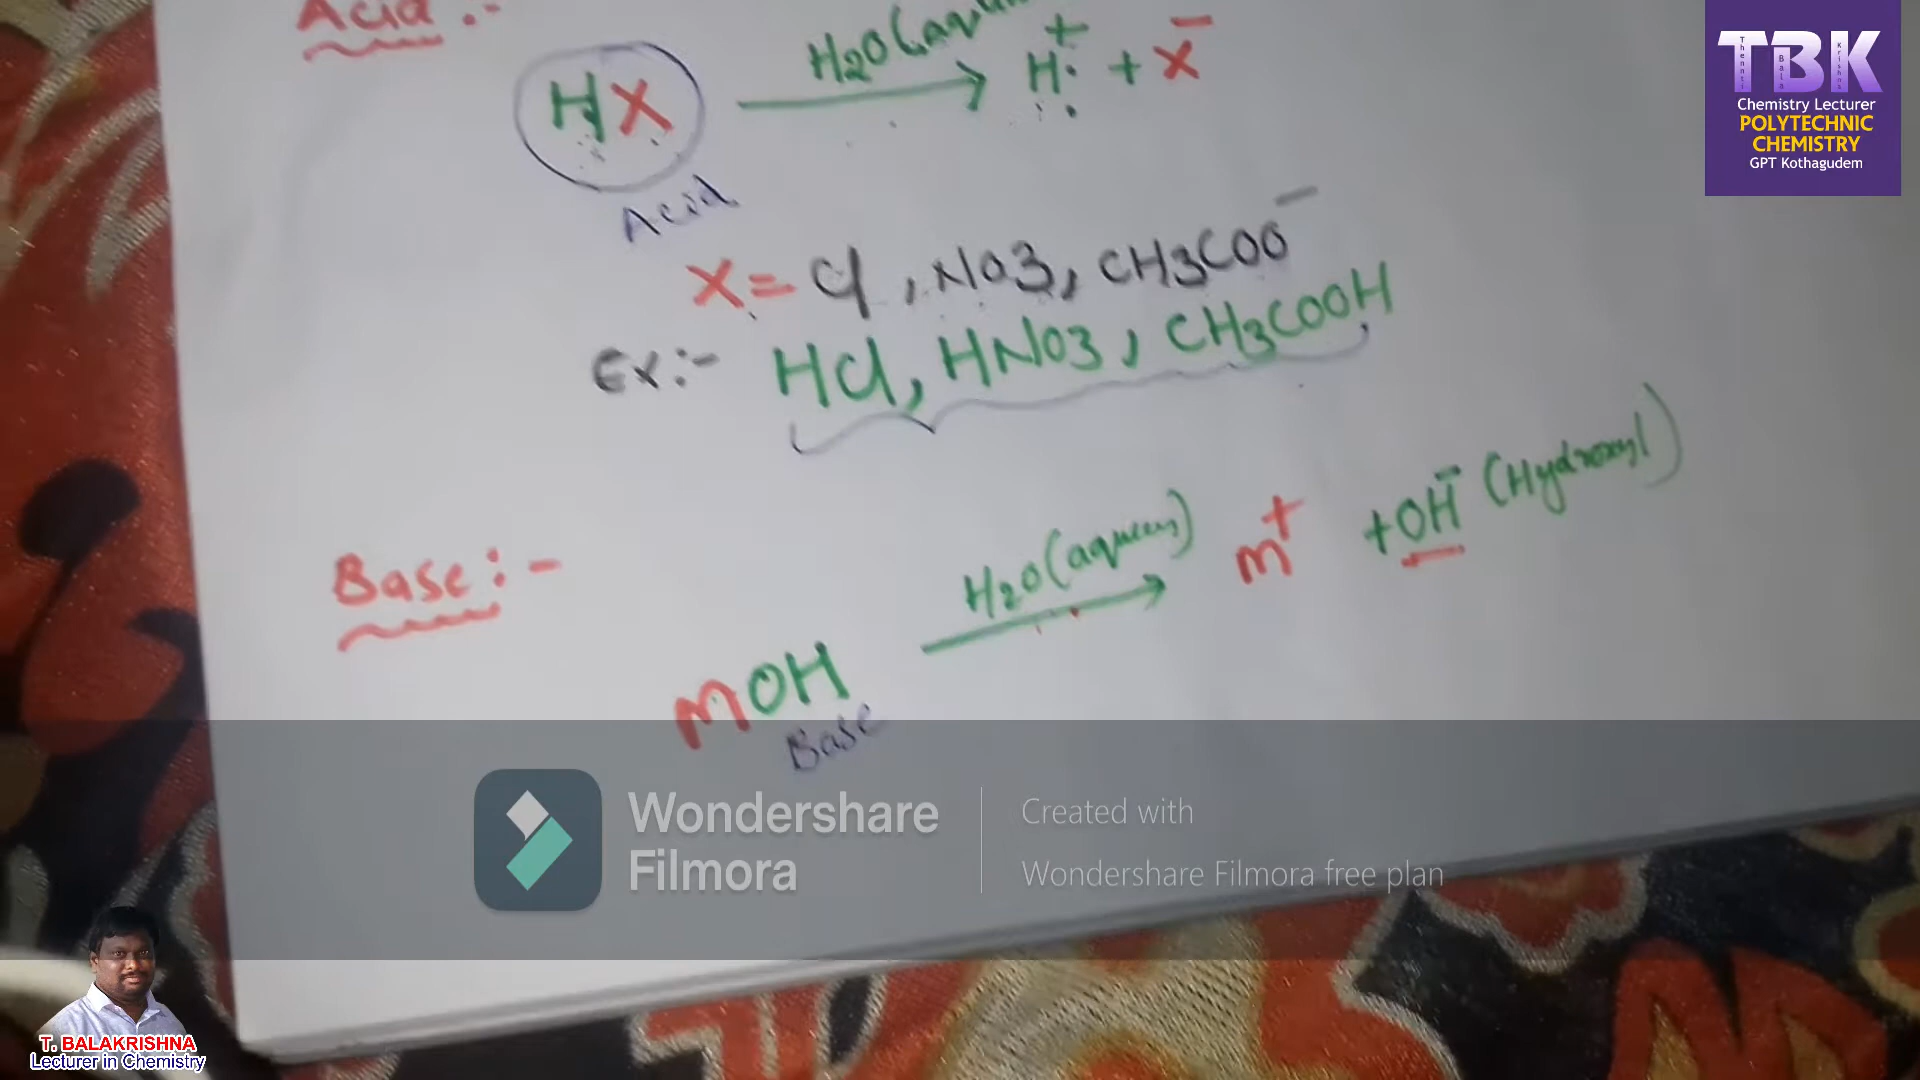 Acid :-
HX H2O(aq H+ + X-
Acid
X = Cl , NO3, CH3COO-
Ex:- HCl, HNO3, CH3COOH
Base :-
MOH H2O(aqueous) M+ + OH- (Hydroxyl)
Base
TBK
Chemistry Lecturer
POLYTECHNIC
CHEMISTRY
GPT Kothagudem
Wondershare
Filmora
Created with
Wondershare Filmora free plan
T. BALAKRISHNA
Lecturer in Chemistry